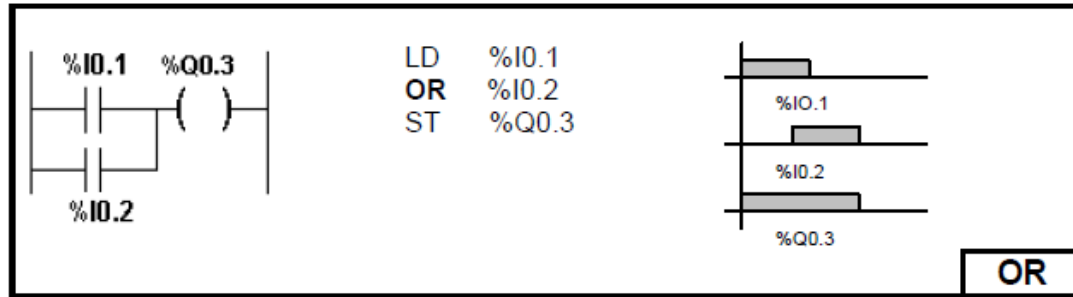 %I0.1 %Q0.3
%I0.2
LD %I0.1
OR %I0.2
ST %Q0.3
%IO.1
%I0.2
%Q0.3
OR